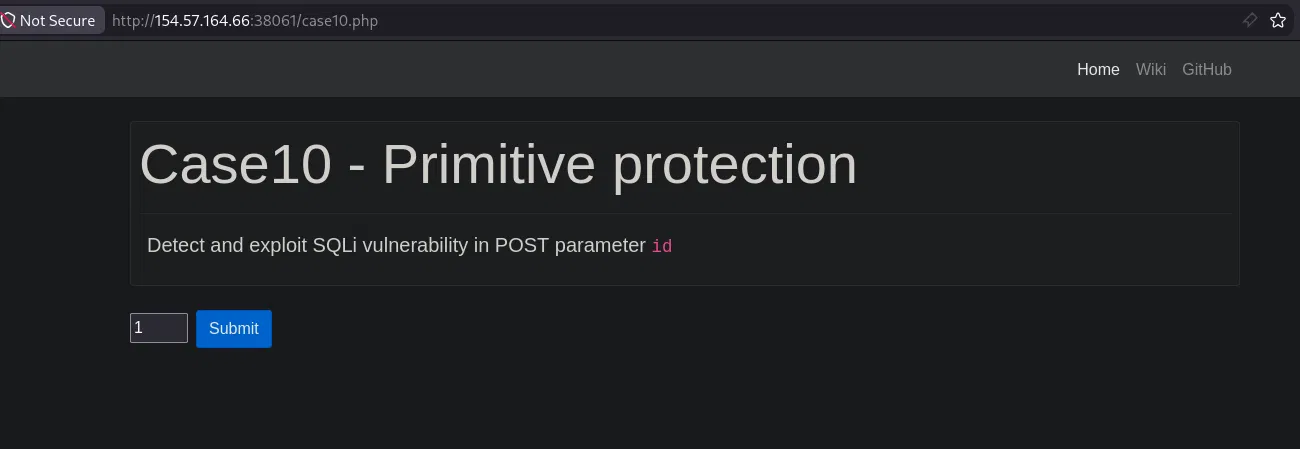 Not Secure http://154.57.164.66:38061/case10.php
Home Wiki GitHub
Case10 - Primitive protection
Detect and exploit SQLi vulnerability in POST parameter id
1 Submit